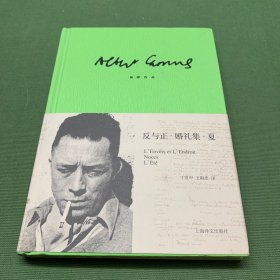 Albert Camus
加缪作品
反与正·婚礼集·夏
L'Envers et L'Endroit
Noces
L'Été
丁世中 王殿忠 译
上海译文出版社